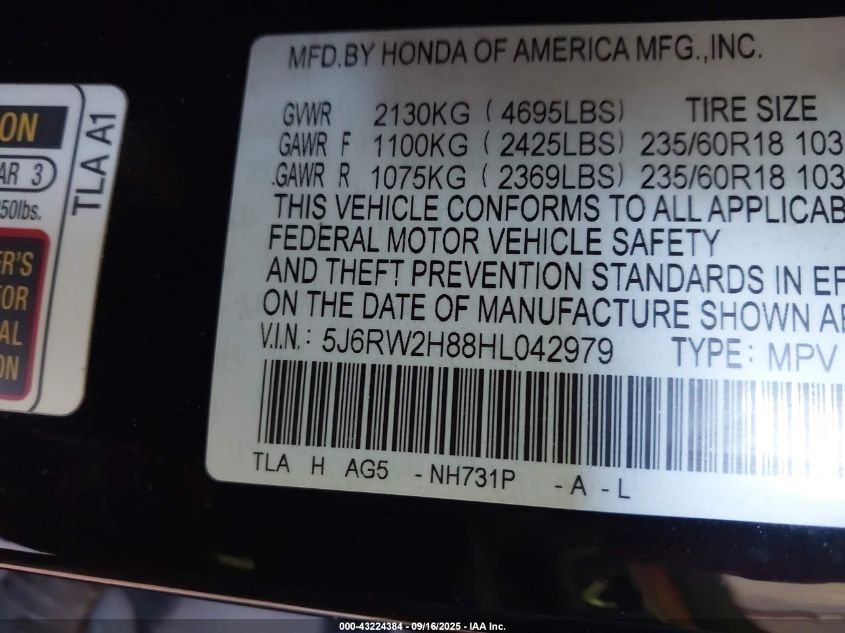 MFD.BY HONDA OF AMERICA MFG.,INC.
GVWR 2130KG ( 4695LBS) TIRE SIZE
GAWR F 1100KG ( 2425LBS) 235/60R18 103
.GAWR R 1075KG ( 2369LBS) 235/60R18 103
THIS VEHICLE CONFORMS TO ALL APPLICAB
FEDERAL MOTOR VEHICLE SAFETY
AND THEFT PREVENTION STANDARDS IN EF
ON THE DATE OF MANUFACTURE SHOWN AB
V.I.N.: 5J6RW2H88HL042979 TYPE: MPV
TLA H AG5 - NH731P - A - L
ON
AR 3
50lbs.
TLA A1
ER'S
TOR
AL
ON
000-43224384 - 09/16/2025 - IAA Inc.